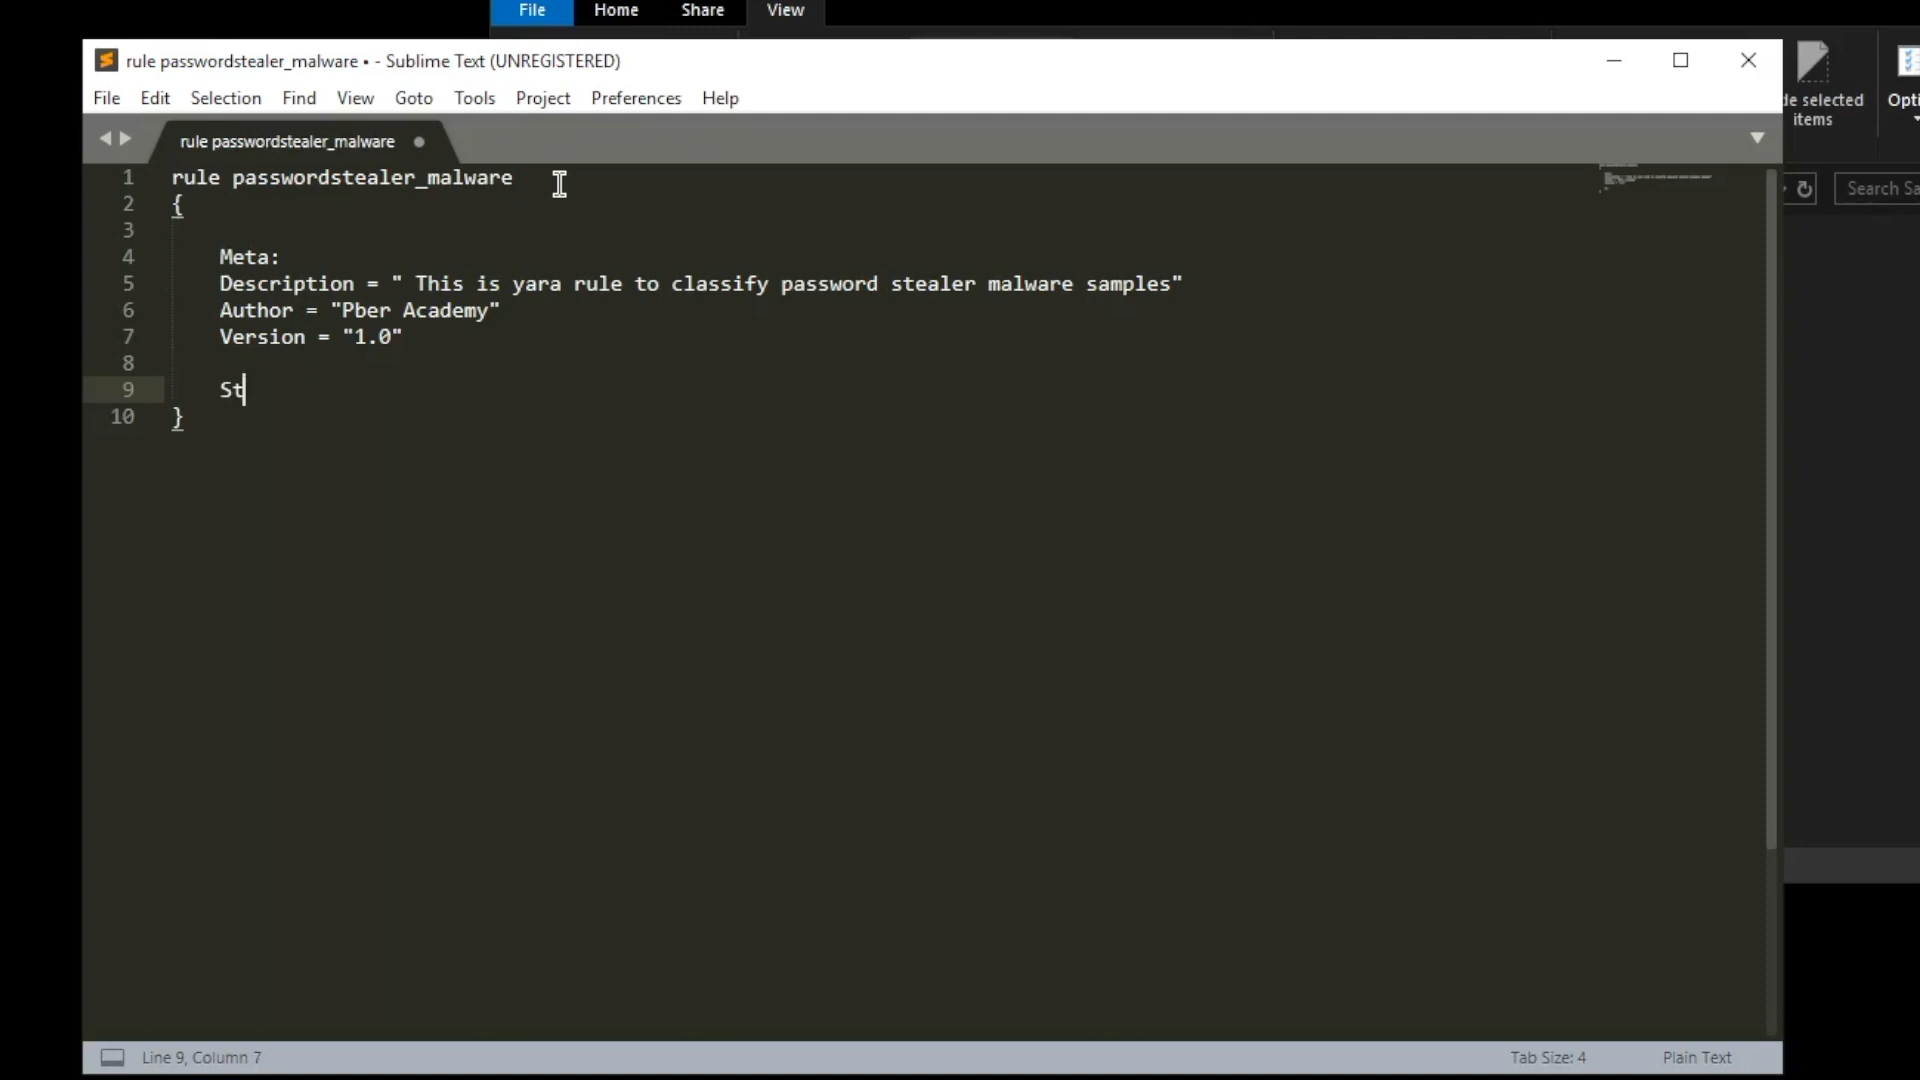 File Home Share View
rule passwordstealer_malware • - Sublime Text (UNREGISTERED)
File Edit Selection Find View Goto Tools Project Preferences Help
de selected
items
Opti
rule passwordstealer_malware
1 rule passwordstealer_malware
2 {
3
4 Meta:
5 Description = " This is yara rule to classify password stealer malware samples"
6 Author = "Pber Academy"
7 Version = "1.0"
8
9 St
10 }
Search Sa
Line 9, Column 7
Tab Size: 4
Plain Text